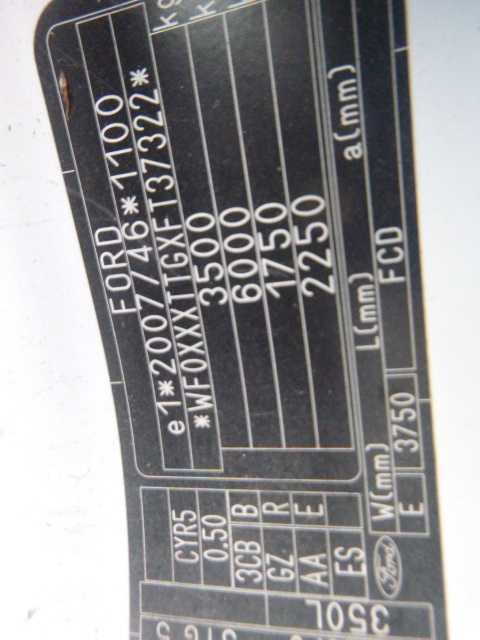 FORD
e1*2007/46*1100
*WF0XXXTTGXFT37322*
3500 kg
6000 k
1750
2250
L(mm) a(mm)
W(mm)
E 3750 FCD
CYR5
0.50
3CB B
GZ R
AA E
ES
Ford
350L